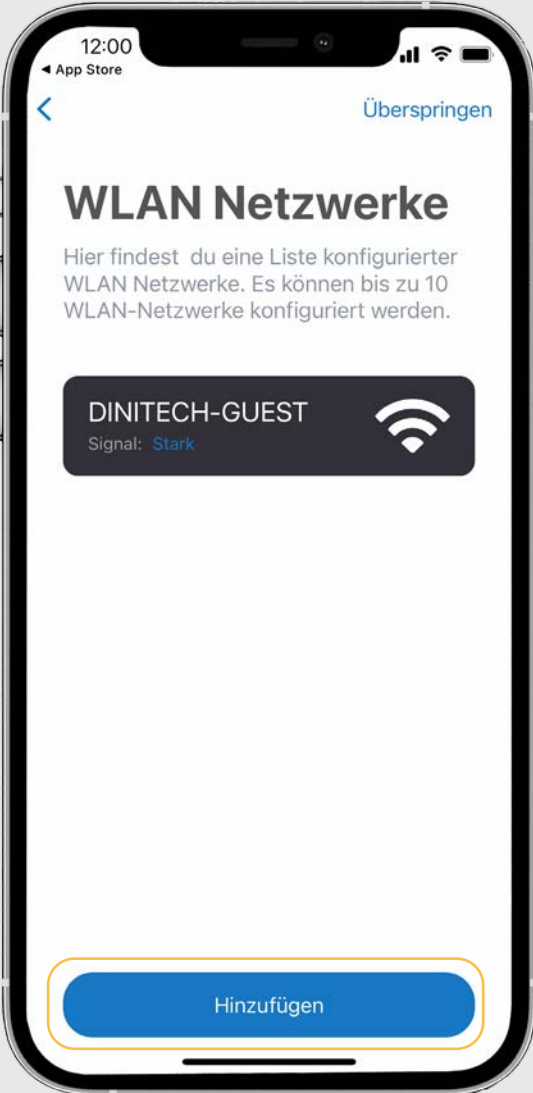 12:00
◀ App Store
Überspringen
WLAN Netzwerke
Hier findest du eine Liste konfigurierter
WLAN Netzwerke. Es können bis zu 10
WLAN-Netzwerke konfiguriert werden.
DINITECH-GUEST
Signal: Stark
Hinzufügen